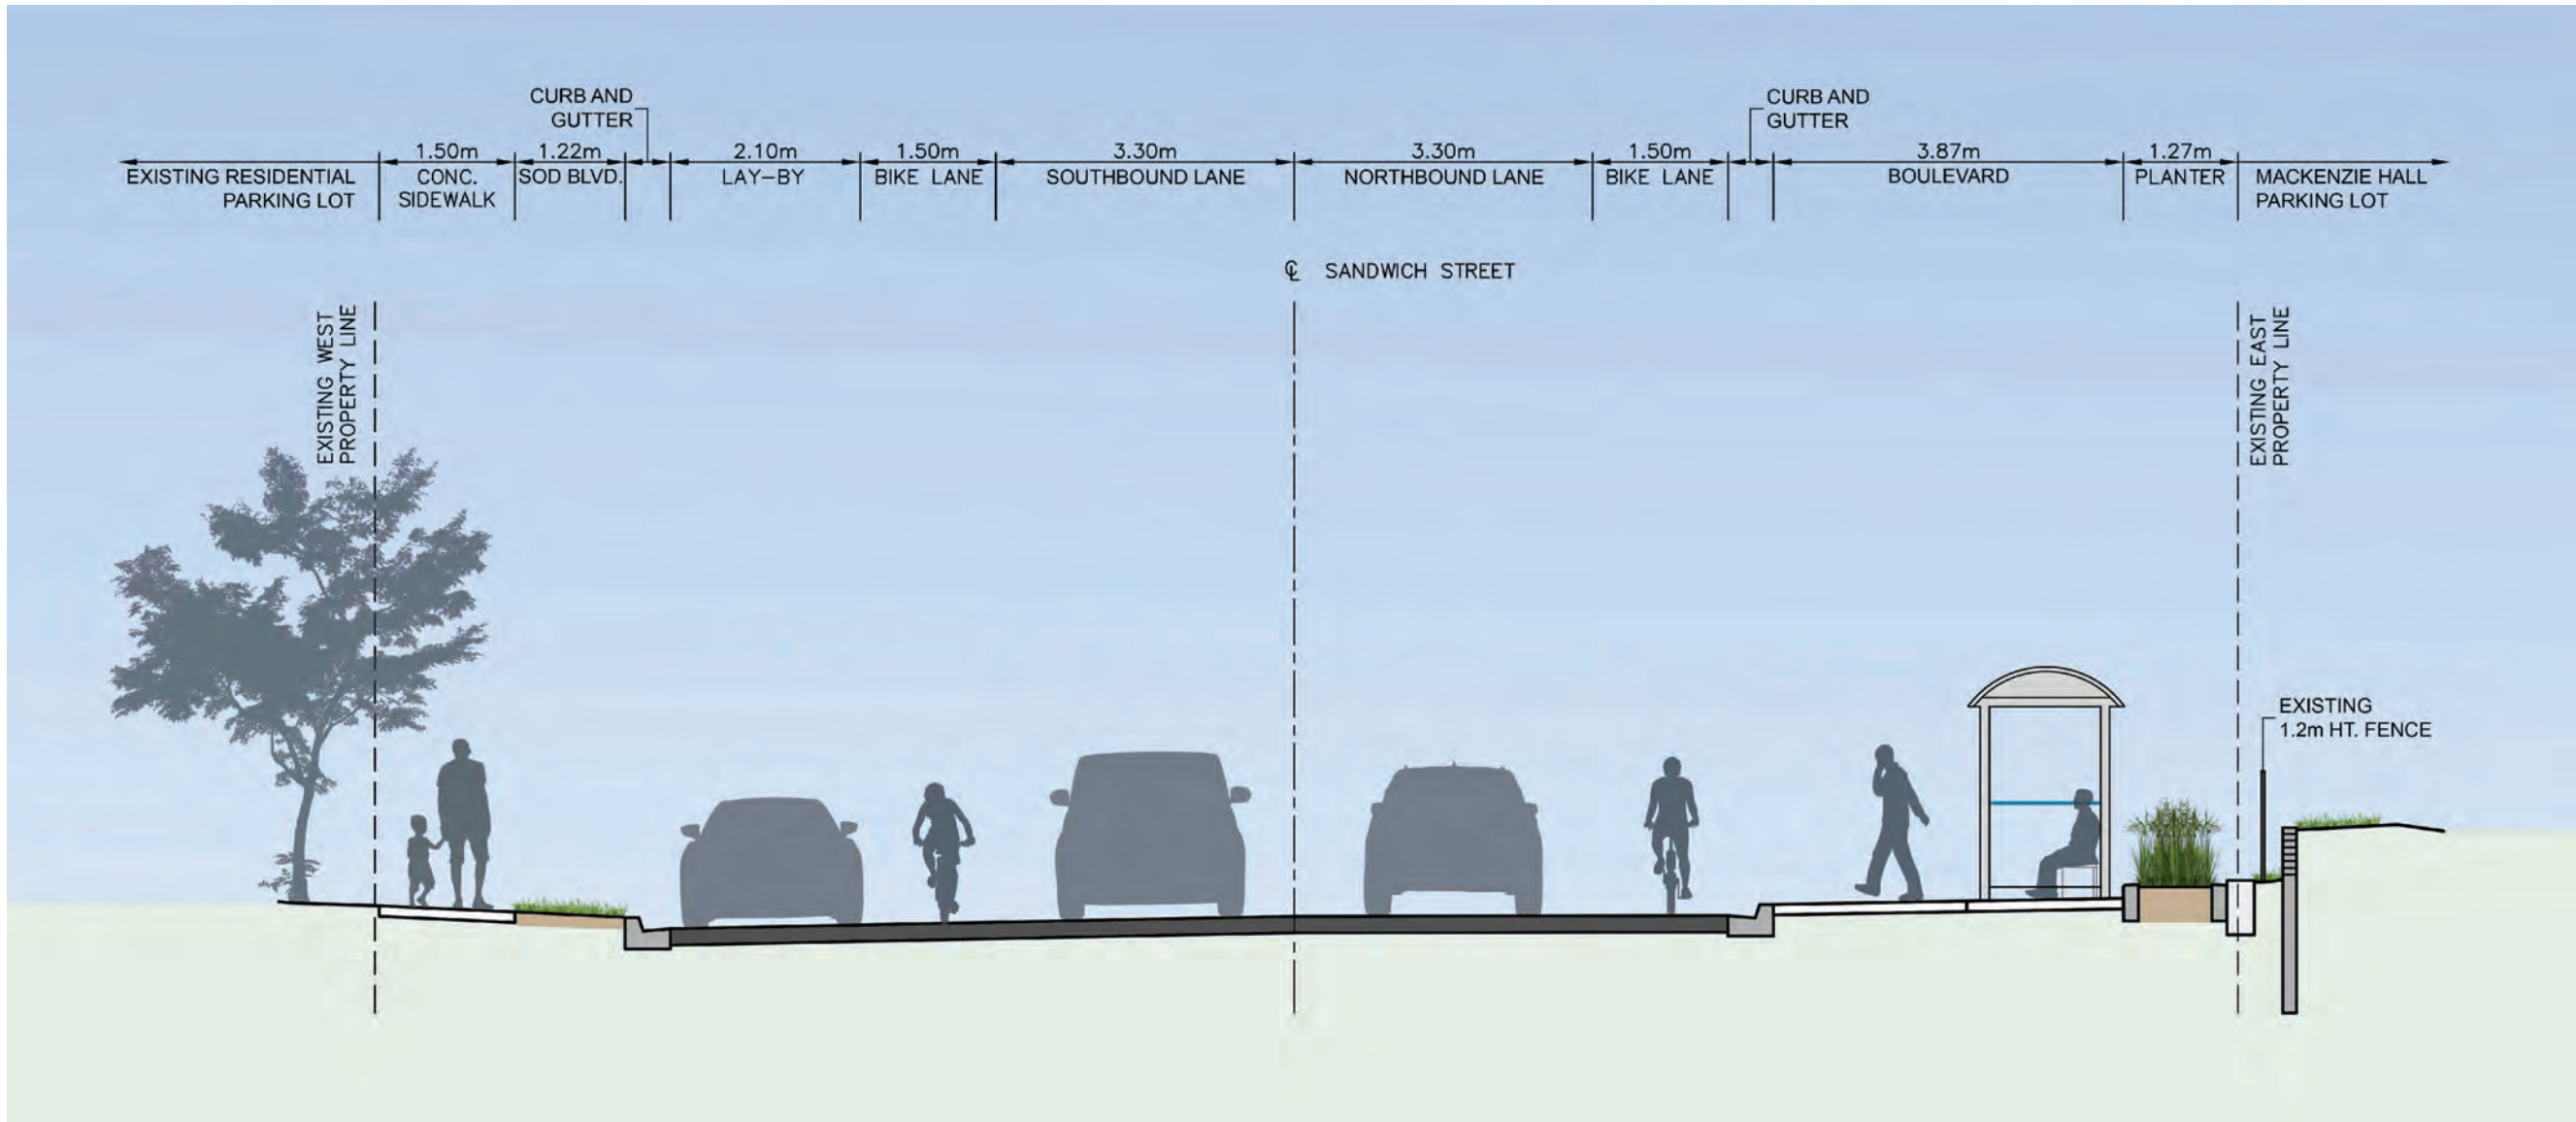 CURB AND
GUTTER
CURB AND
GUTTER
1.50m
1.22m
2.10m
1.50m
3.30m
3.30m
1.50m
3.87m
1.27m
EXISTING RESIDENTIAL
PARKING LOT
CONC.
SIDEWALK
SOD BLVD.
LAY-BY
BIKE LANE
SOUTHBOUND LANE
NORTHBOUND LANE
BIKE LANE
BOULEVARD
PLANTER
MACKENZIE HALL
PARKING LOT
℄ SANDWICH STREET
EXISTING WEST
PROPERTY LINE
EXISTING EAST
PROPERTY LINE
EXISTING
1.2m HT. FENCE